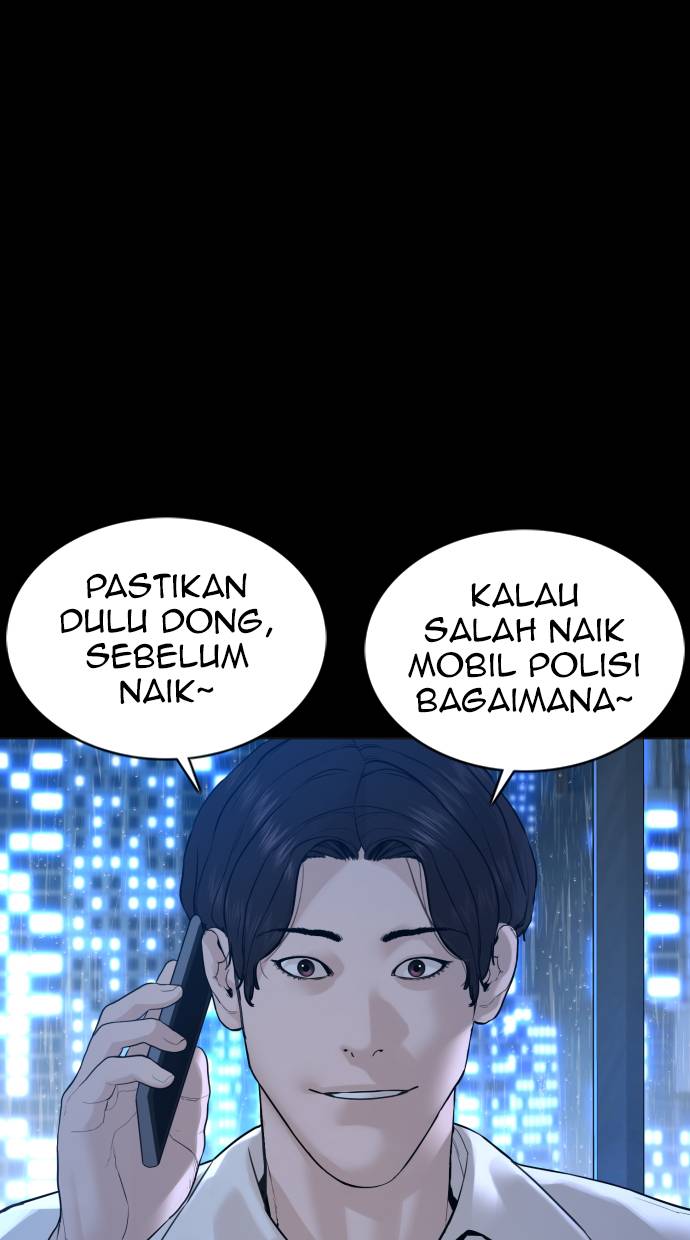 PASTIKAN
DULU DONG,
SEBELUM
NAIK~
KALAU
SALAH NAIK
MOBIL POLISI
BAGAIMANA~